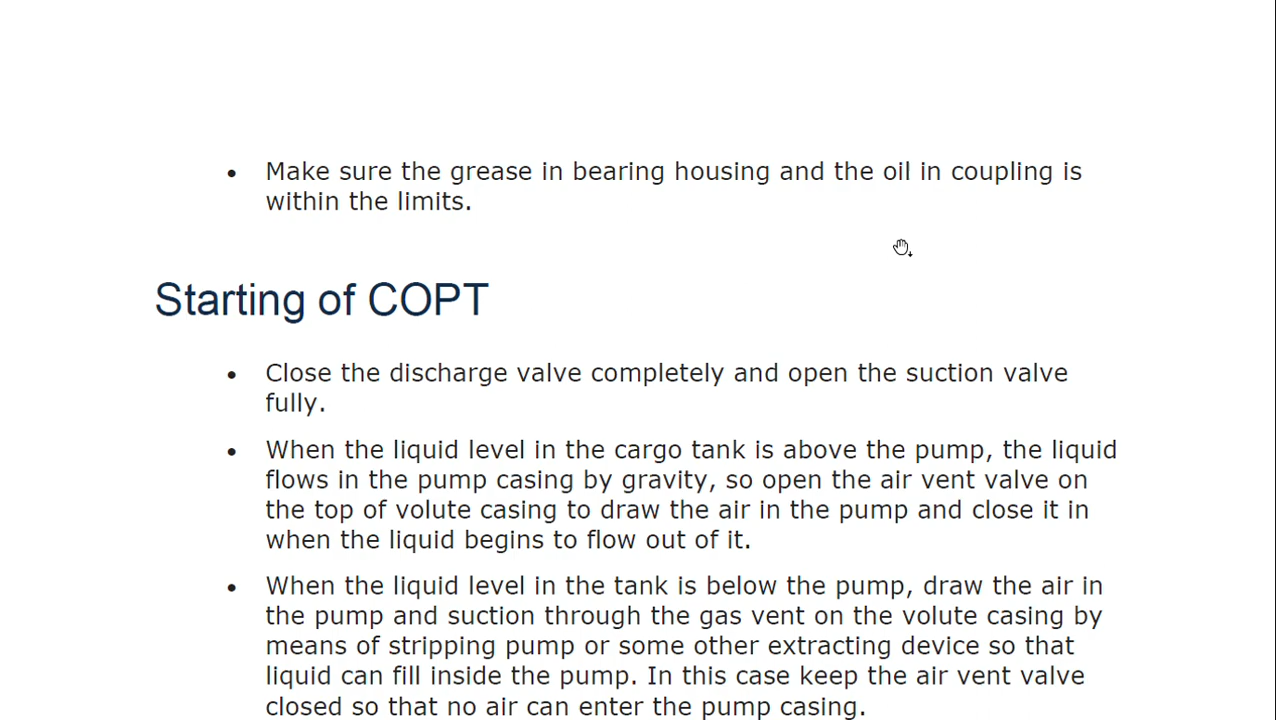 • Make sure the grease in bearing housing and the oil in coupling is
within the limits.
Starting of COPT
• Close the discharge valve completely and open the suction valve
fully.
• When the liquid level in the cargo tank is above the pump, the liquid
flows in the pump casing by gravity, so open the air vent valve on
the top of volute casing to draw the air in the pump and close it in
when the liquid begins to flow out of it.
• When the liquid level in the tank is below the pump, draw the air in
the pump and suction through the gas vent on the volute casing by
means of stripping pump or some other extracting device so that
liquid can fill inside the pump. In this case keep the air vent valve
closed so that no air can enter the pump casing.